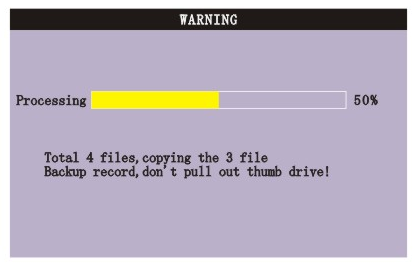 WARNING
Processing 50%
Total 4 files,copying the 3 file
Backup record,don't pull out thumb drive!